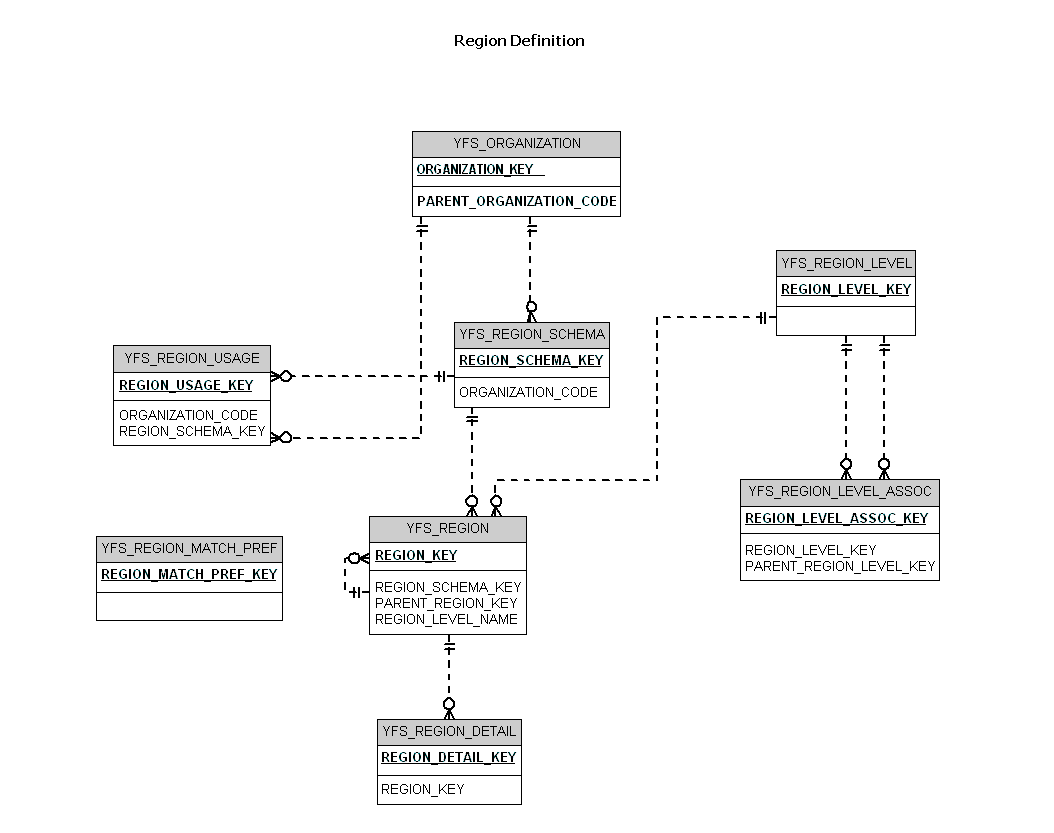 Region Definition
YFS_ORGANIZATION
ORGANIZATION_KEY
PARENT_ORGANIZATION_CODE
YFS_REGION_LEVEL
REGION_LEVEL_KEY
YFS_REGION_SCHEMA
REGION_SCHEMA_KEY
ORGANIZATION_CODE
YFS_REGION_USAGE
REGION_USAGE_KEY
ORGANIZATION_CODE
REGION_SCHEMA_KEY
YFS_REGION_LEVEL_ASSOC
REGION_LEVEL_ASSOC_KEY
REGION_LEVEL_KEY
PARENT_REGION_LEVEL_KEY
YFS_REGION
REGION_KEY
REGION_SCHEMA_KEY
PARENT_REGION_KEY
REGION_LEVEL_NAME
YFS_REGION_MATCH_PREF
REGION_MATCH_PREF_KEY
YFS_REGION_DETAIL
REGION_DETAIL_KEY
REGION_KEY